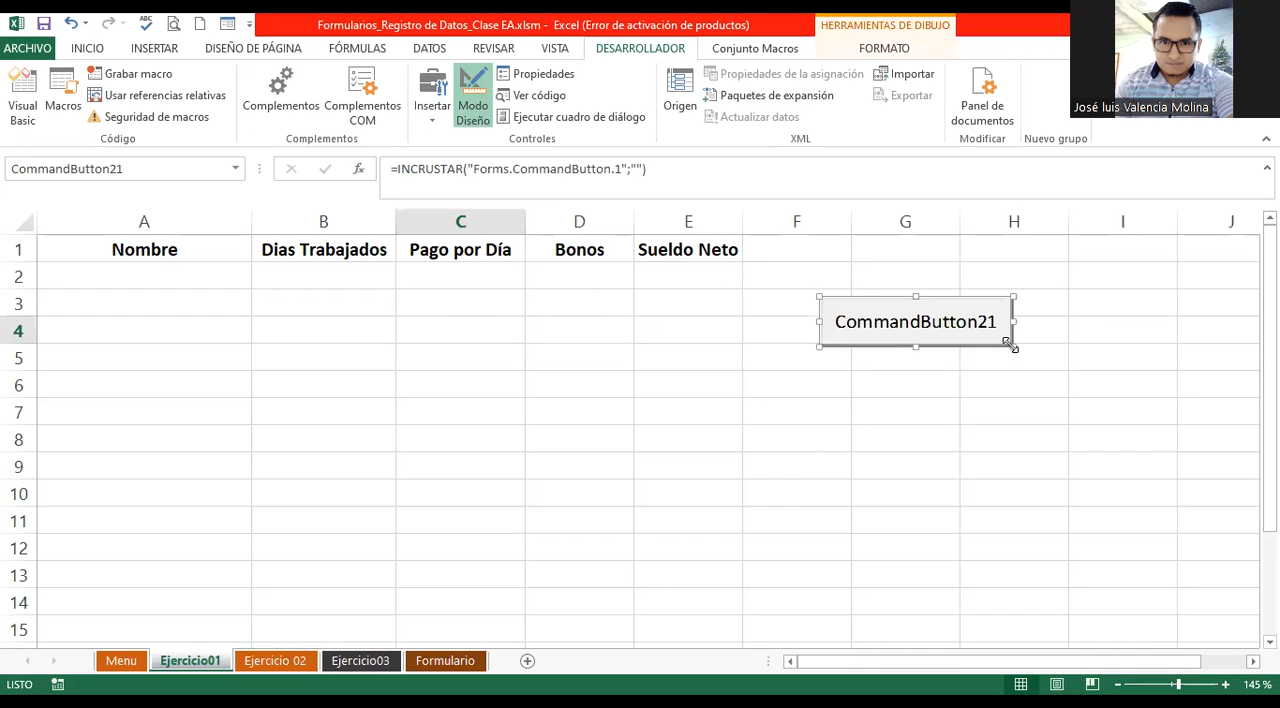 Formularios_Registro de Datos_Clase EA.xlsm - Excel (Error de activación de productos)
HERRAMIENTAS DE DIBUJO
ARCHIVO INICIO INSERTAR DISEÑO DE PÁGINA FÓRMULAS DATOS REVISAR VISTA DESARROLLADOR Conjunto Macros FORMATO
José luis Valencia Molina
Visual Basic
Macros
Grabar macro
Usar referencias relativas
Seguridad de macros
Código
Complementos
Complementos COM
Complementos
Insertar
Modo Diseño
Propiedades
Ver código
Ejecutar cuadro de diálogo
Controles
Origen
Propiedades de la asignación
Paquetes de expansión
Actualizar datos
Importar
Exportar
XML
Panel de documentos
Modificar
Nuevo grupo
CommandButton21
fx
=INCRUSTAR("Forms.CommandButton.1";"")
A B C D E F G H I J
1 Nombre Dias Trabajados Pago por Día Bonos Sueldo Neto
2
3
CommandButton21
4
5
6
7
8
9
10
11
12
13
14
15
Menu Ejercicio01 Ejercicio 02 Ejercicio03 Formulario
LISTO
145 %